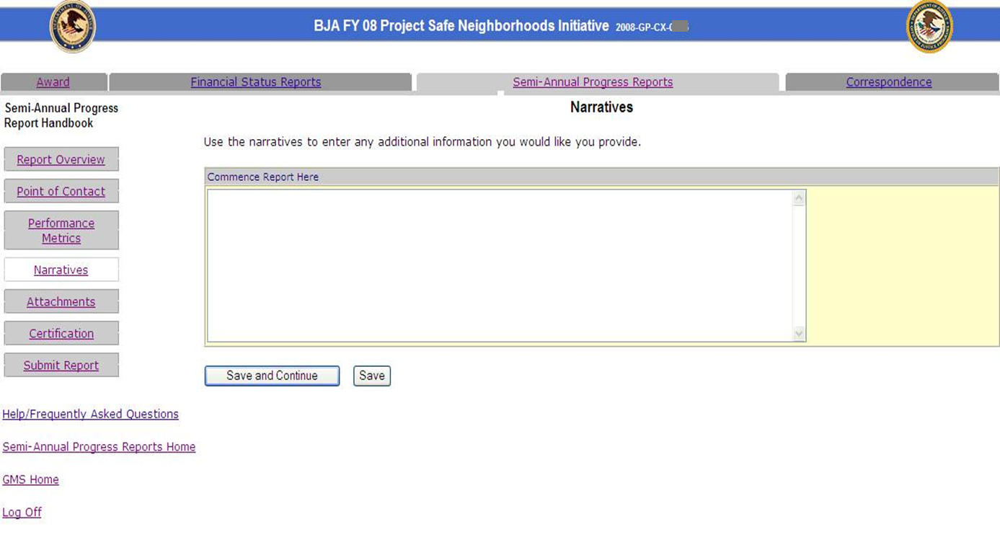 BJA FY 08 Project Safe Neighborhoods Initiative 2008-GP-CX-
Award
Financial Status Reports
Semi-Annual Progress Reports
Correspondence
Semi-Annual Progress
Report Handbook
Narratives
Use the narratives to enter any additional information you would like you provide.
Report Overview
Point of Contact
Performance
Metrics
Narratives
Attachments
Certification
Submit Report
Commence Report Here
Save and Continue
Save
Help/Frequently Asked Questions
Semi-Annual Progress Reports Home
GMS Home
Log Off